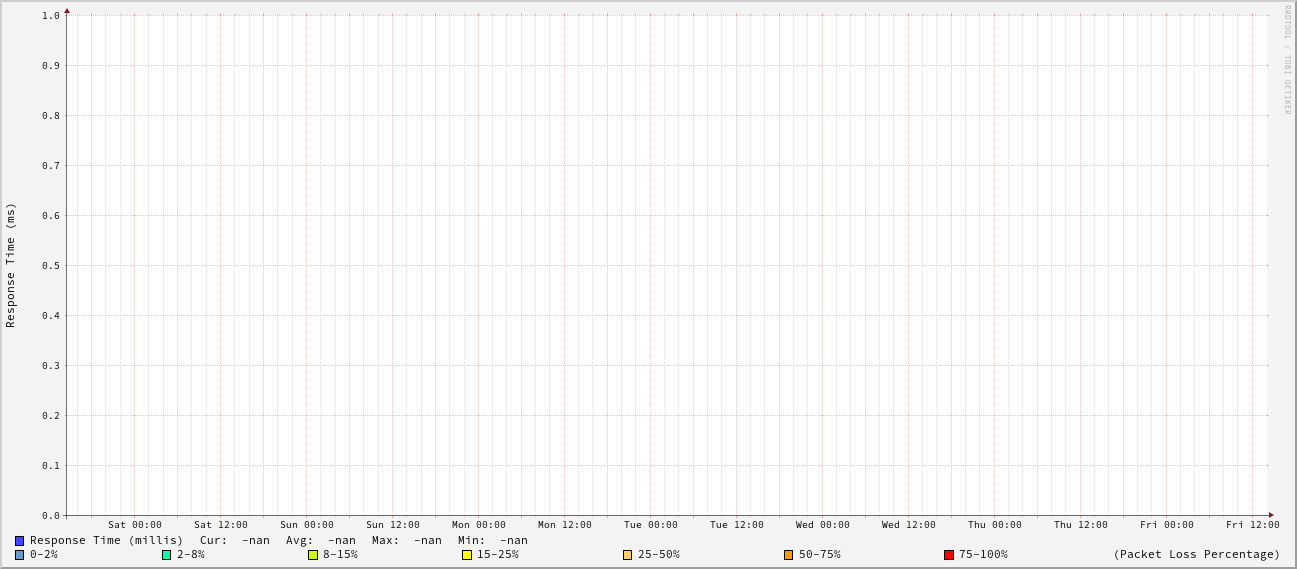 RRDTOOL / TOBI OETIKER
Response Time (ms)
1.0
0.9
0.8
0.7
0.6
0.5
0.4
0.3
0.2
0.1
0.0
Sat 00:00 Sat 12:00 Sun 00:00 Sun 12:00 Mon 00:00 Mon 12:00 Tue 00:00 Tue 12:00 Wed 00:00 Wed 12:00 Thu 00:00 Thu 12:00 Fri 00:00 Fri 12:00
Response Time (millis) Cur: -nan Avg: -nan Max: -nan Min: -nan
0-2% 2-8% 8-15% 15-25% 25-50% 50-75% 75-100% (Packet Loss Percentage)